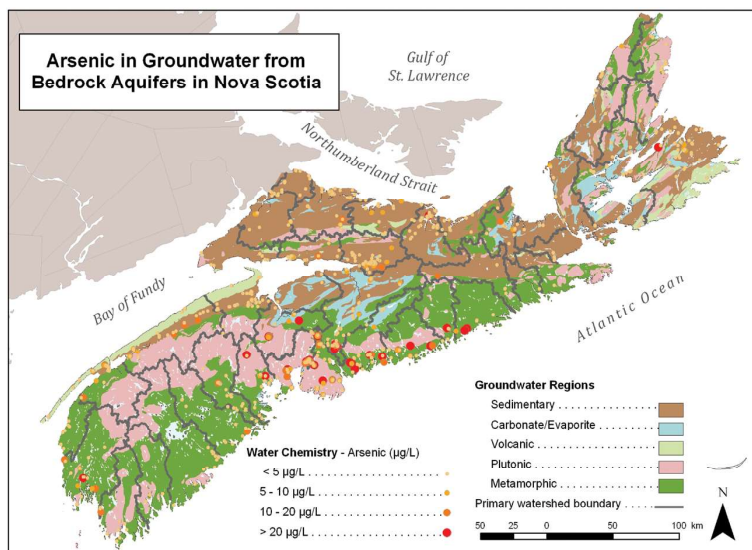 Arsenic in Groundwater from
Bedrock Aquifers in Nova Scotia
Gulf of
St. Lawrence
Northumberland Strait
Bay of Fundy
Atlantic Ocean
Groundwater Regions
Sedimentary
Carbonate/Evaporite
Volcanic
Plutonic
Metamorphic
Primary watershed boundary
Water Chemistry - Arsenic (µg/L)
< 5 µg/L
5 - 10 µg/L
10 - 20 µg/L
> 20 µg/L
N
50 25 0 50 100
km